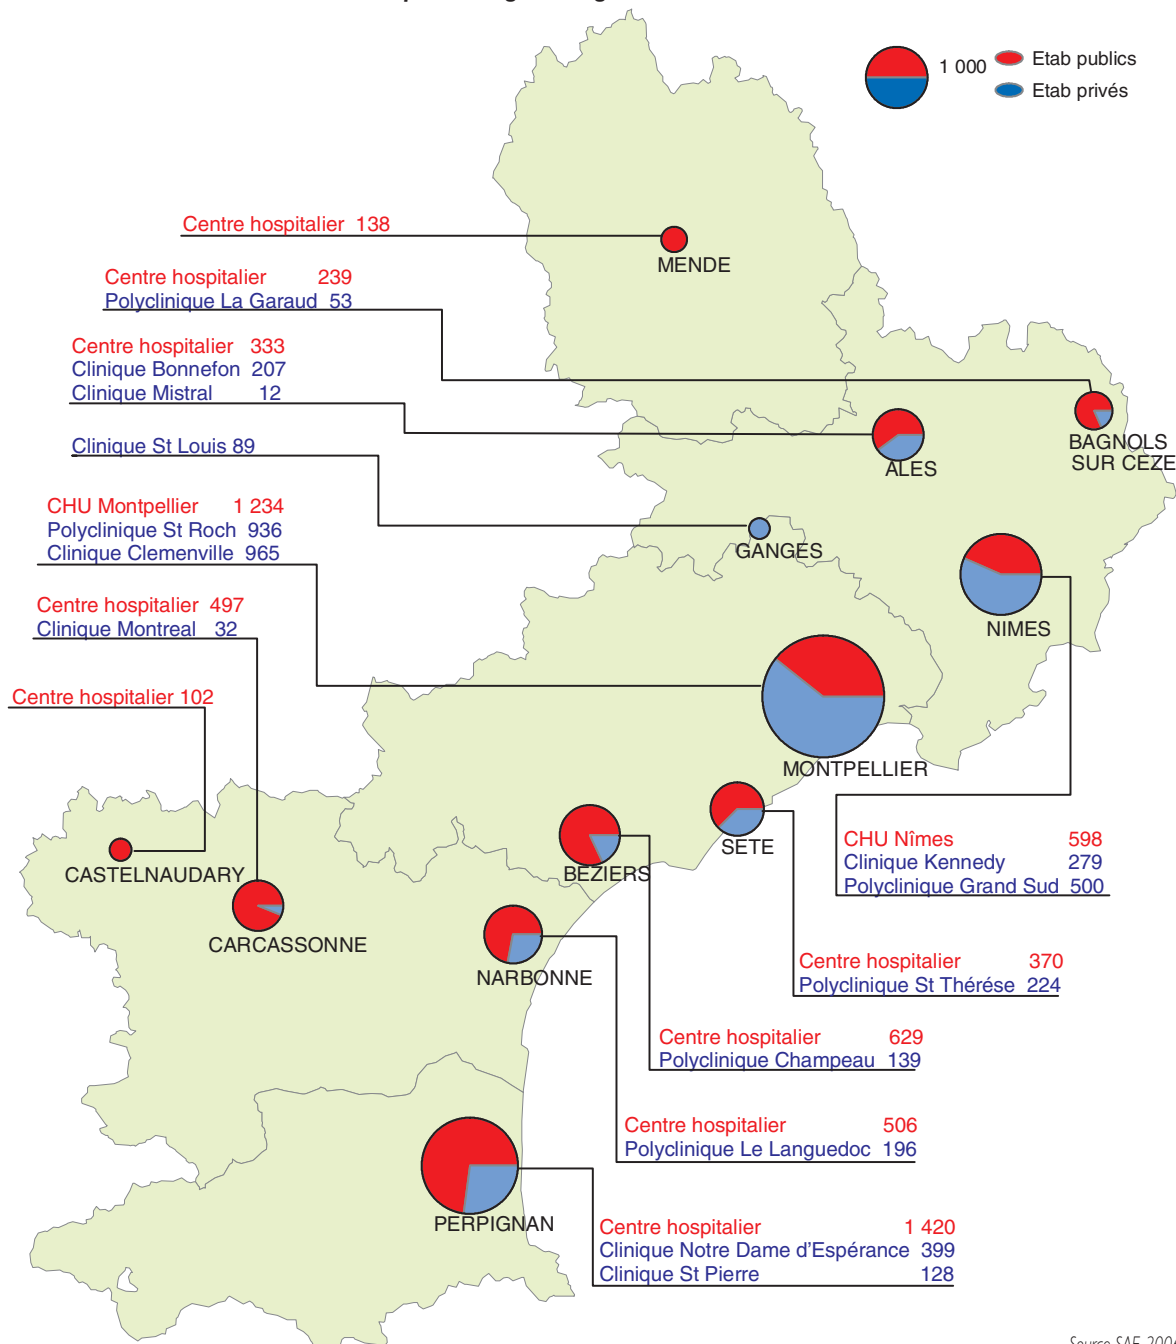 1 000
Etab publics
Etab privés
Centre hospitalier 138
MENDE
Centre hospitalier 239
Polyclinique La Garaud 53
Centre hospitalier 333
Clinique Bonnefon 207
Clinique Mistral 12
BAGNOLS
SUR CEZE
ALES
Clinique St Louis 89
GANGES
CHU Montpellier 1 234
Polyclinique St Roch 936
Clinique Clemenville 965
NIMES
Centre hospitalier 497
Clinique Montreal 32
Centre hospitalier 102
MONTPELLIER
SETE
BEZIERS
CASTELNAUDARY
CARCASSONNE
NARBONNE
CHU Nîmes 598
Clinique Kennedy 279
Polyclinique Grand Sud 500
Centre hospitalier 370
Polyclinique St Thérése 224
Centre hospitalier 629
Polyclinique Champeau 139
Centre hospitalier 506
Polyclinique Le Languedoc 196
PERPIGNAN
Centre hospitalier 1 420
Clinique Notre Dame d'Espérance 399
Clinique St Pierre 128
Source SAE